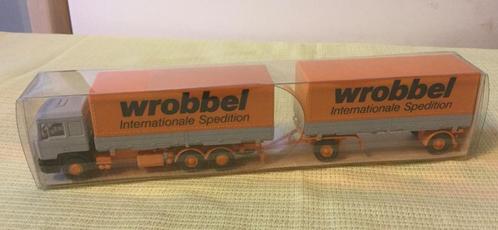 wrobbel
Internationale Spedition
wrobbel
Internationale Spedition